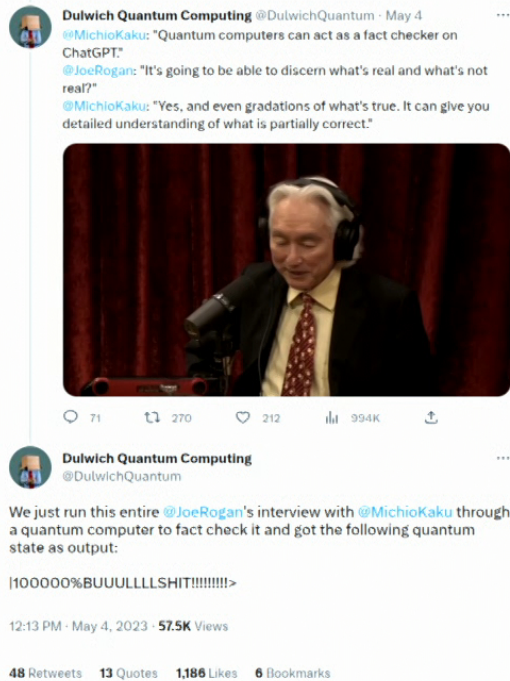 Dulwich Quantum Computing @DulwichQuantum · May 4
@MichioKaku: "Quantum computers can act as a fact checker on
ChatGPT."
@JoeRogan: "It's going to be able to discern what's real and what's not
real?"
@MichioKaku: "Yes, and even gradations of what's true. It can give you
detailed understanding of what is partially correct."
71 270 212 994K
Dulwich Quantum Computing
@DulwichQuantum
We just run this entire @JoeRogan's interview with @MichioKaku through
a quantum computer to fact check it and got the following quantum
state as output:
|100000%BUUULLLLSHIT!!!!!!!!!>
12:13 PM · May 4, 2023 · 57.5K Views
48 Retweets 13 Quotes 1,186 Likes 6 Bookmarks